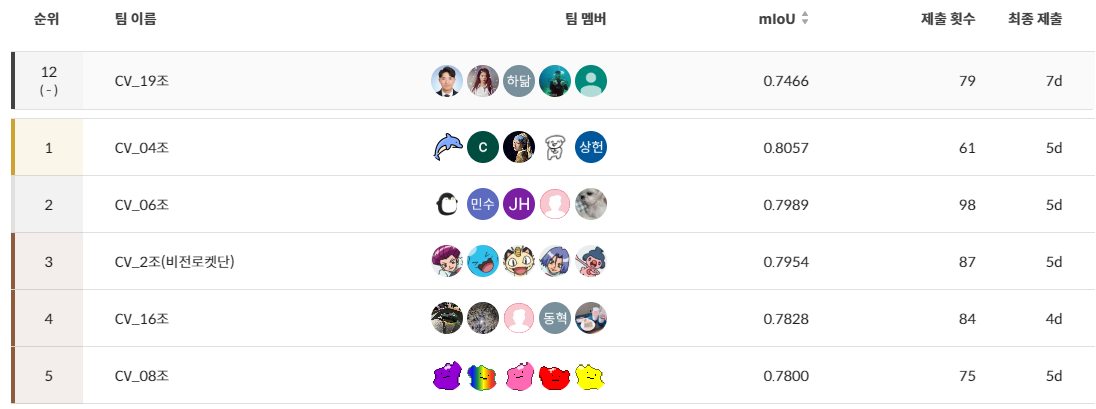 순위 팀 이름 팀 멤버 mIoU 제출 횟수 최종 제출
12 CV_19조 하닮 0.7466 79 7d
(-)
1 CV_04조 C 상헌 0.8057 61 5d
2 CV_06조 민수 JH 0.7989 98 5d
3 CV_2조(비전로켓단) 0.7954 87 5d
4 CV_16조 동혁 0.7828 84 4d
5 CV_08조 0.7800 75 5d